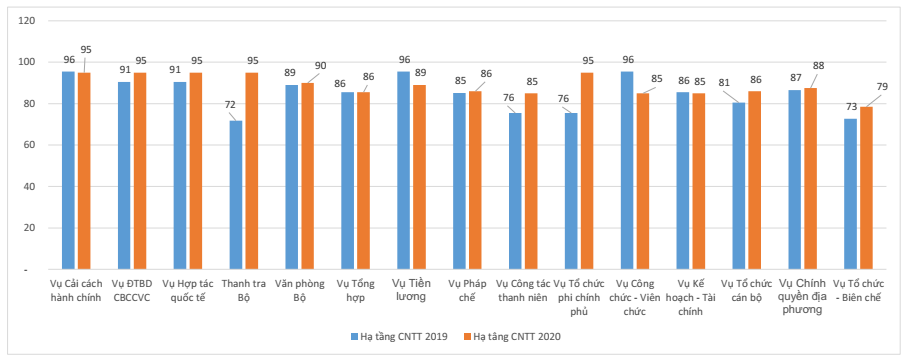 120
100
80
60
40
20
-
96 95 91 95 91 95 72 95 89 90 86 86 96 89 85 86 76 85 76 95 96 85 86 85 81 86 87 88 73 79
Vụ Cải cách hành chính
Vụ ĐTBD CBCCVC
Vụ Hợp tác quốc tế
Thanh tra Bộ
Văn phòng Bộ
Vụ Tổng hợp
Vụ Tiền lương
Vụ Pháp chế
Vụ Công tác thanh niên
Vụ Tổ chức phi chính phủ
Vụ Công chức - Viên chức
Vụ Kế hoạch - Tài chính
Vụ Tổ chức cán bộ
Vụ Chính quyền địa phương
Vụ Tổ chức - Biên chế
Hạ tầng CNTT 2019
Hạ tâng CNTT 2020